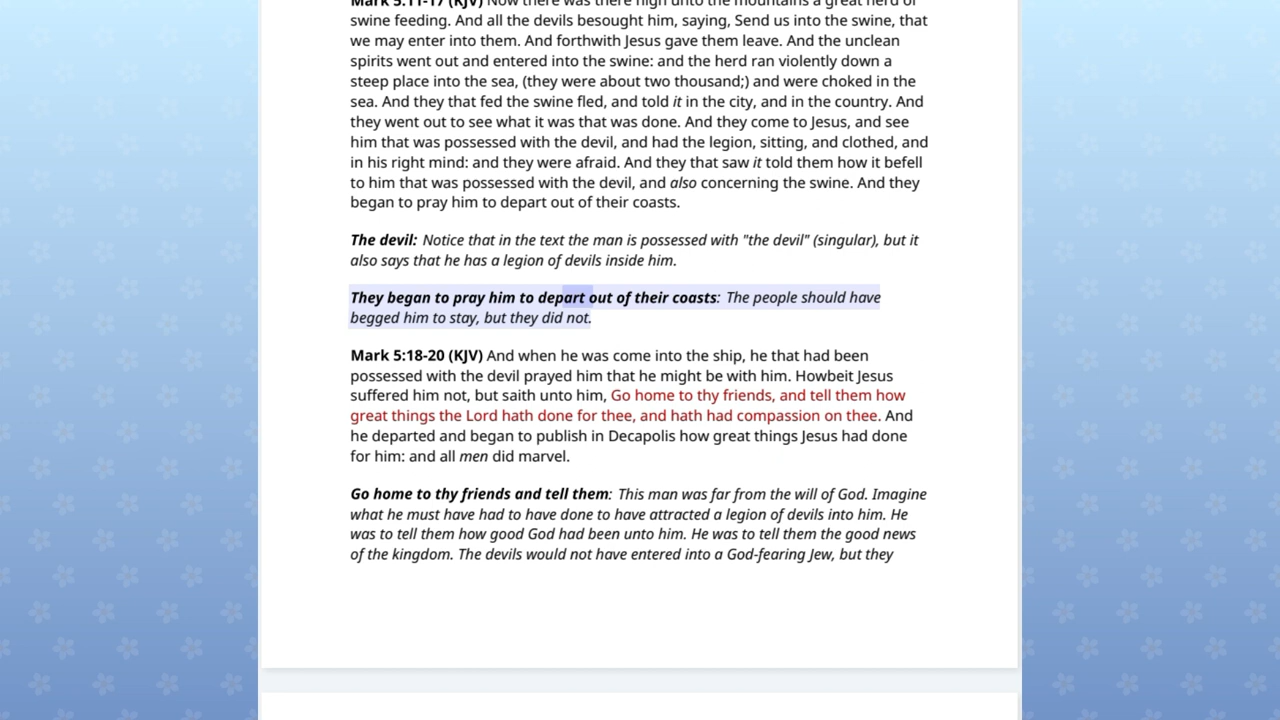 Mark 5:11-17 (KJV) Now there was there nigh unto the mountains a great herd of
swine feeding. And all the devils besought him, saying, Send us into the swine, that
we may enter into them. And forthwith Jesus gave them leave. And the unclean
spirits went out and entered into the swine: and the herd ran violently down a
steep place into the sea, (they were about two thousand;) and were choked in the
sea. And they that fed the swine fled, and told it in the city, and in the country. And
they went out to see what it was that was done. And they come to Jesus, and see
him that was possessed with the devil, and had the legion, sitting, and clothed, and
in his right mind: and they were afraid. And they that saw it told them how it befell
to him that was possessed with the devil, and also concerning the swine. And they
began to pray him to depart out of their coasts.
The devil: Notice that in the text the man is possessed with "the devil" (singular), but it
also says that he has a legion of devils inside him.
They began to pray him to depart out of their coasts: The people should have
begged him to stay, but they did not.
Mark 5:18-20 (KJV) And when he was come into the ship, he that had been
possessed with the devil prayed him that he might be with him. Howbeit Jesus
suffered him not, but saith unto him, Go home to thy friends, and tell them how
great things the Lord hath done for thee, and hath had compassion on thee. And
he departed and began to publish in Decapolis how great things Jesus had done
for him: and all men did marvel.
Go home to thy friends and tell them: This man was far from the will of God. Imagine
what he must have had to have done to have attracted a legion of devils into him. He
was to tell them how good God had been unto him. He was to tell them the good news
of the kingdom. The devils would not have entered into a God-fearing Jew, but they